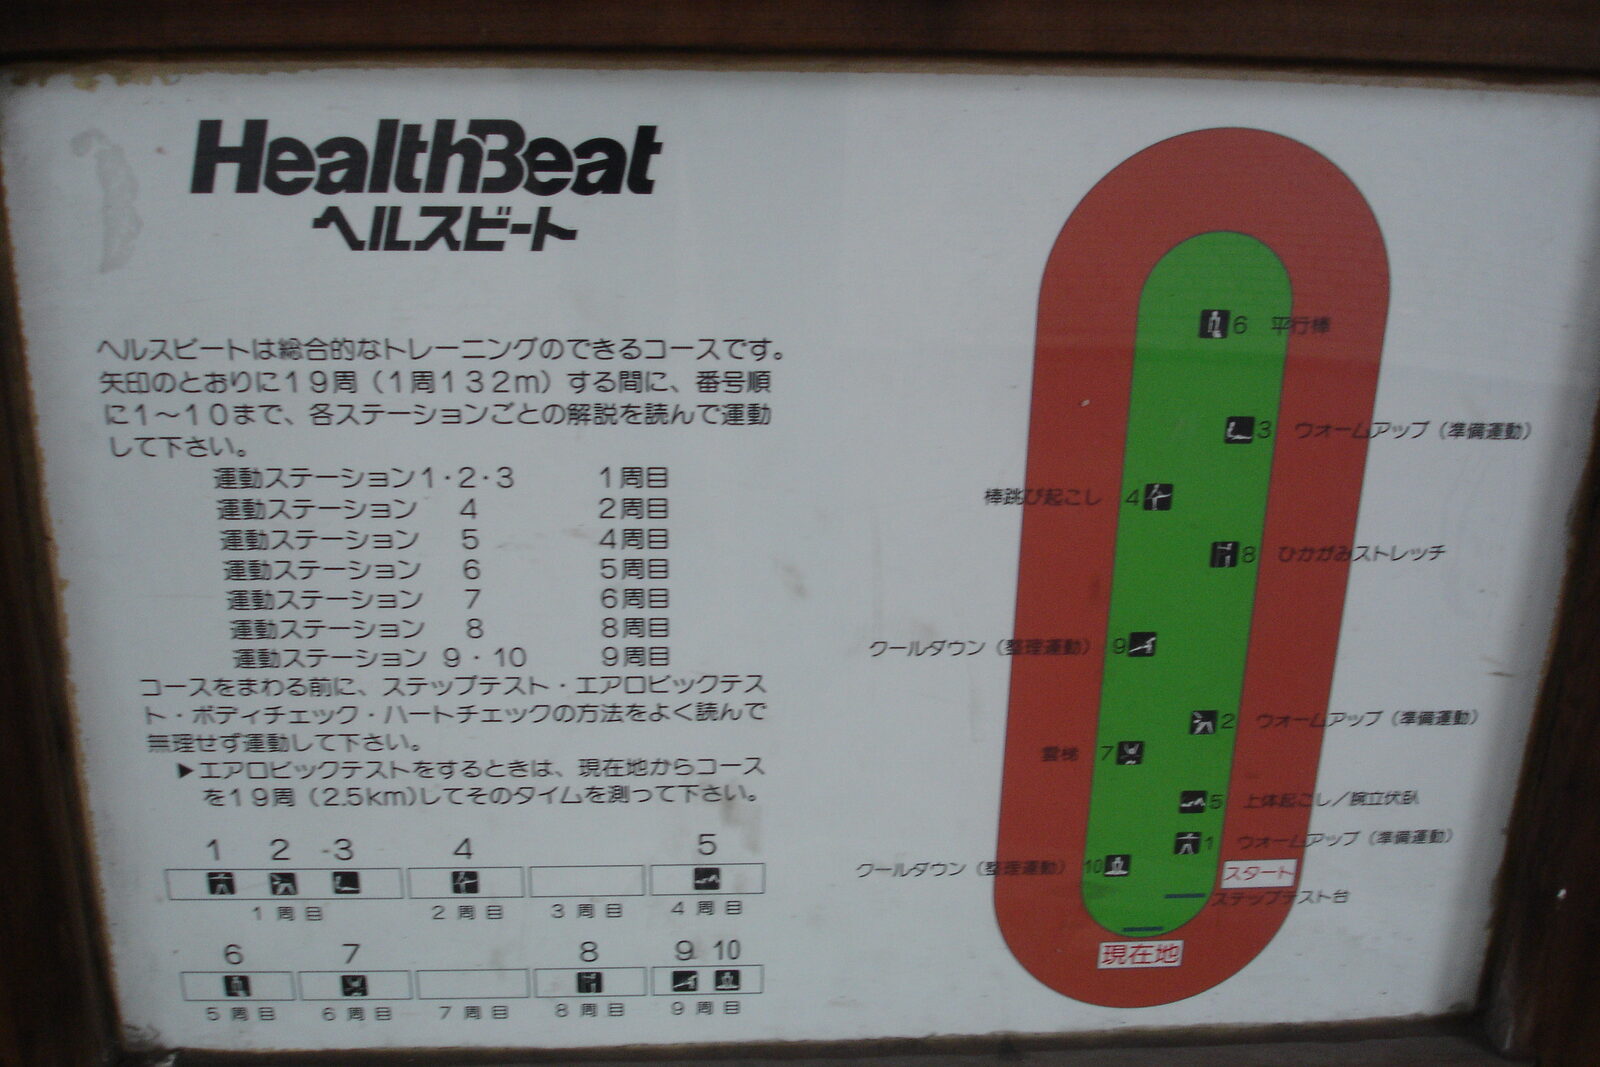 HealthBeat
ヘルスビート
ヘルスビートは総合的なトレーニングのできるコースです。
矢印のとおりに19周（1周132m）する間に、番号順
に1～10まで、各ステーションごとの解説を読んで運動
して下さい。
運動ステーション1・2・3 1周目
運動ステーション 4 2周目
運動ステーション 5 4周目
運動ステーション 6 5周目
運動ステーション 7 6周目
運動ステーション 8 8周目
運動ステーション 9・10 9周目
コースをまわる前に、ステップテスト・エアロビックテス
ト・ボディチェック・ハートチェックの方法をよく読んで
無理せず運動して下さい。
▶エアロビックテストをするときは、現在地からコース
を19周（2.5km)してそのタイムを測って下さい。
1 2 3 4 5
1周目 2周目 3周目 4周目
6 7 8 9 10
5周目 6周目 7周目 8周目 9周目
6 平行棒
3 ウォームアップ（準備運動）
棒跳び起こし 4
8 ひかがみストレッチ
クールダウン（整理運動） 9
2 ウォームアップ（準備運動）
雲梯 7
5 上体起こし／腕立伏臥
1 ウォームアップ（準備運動）
クールダウン（整理運動） 10
スタート
ステップテスト台
現在地